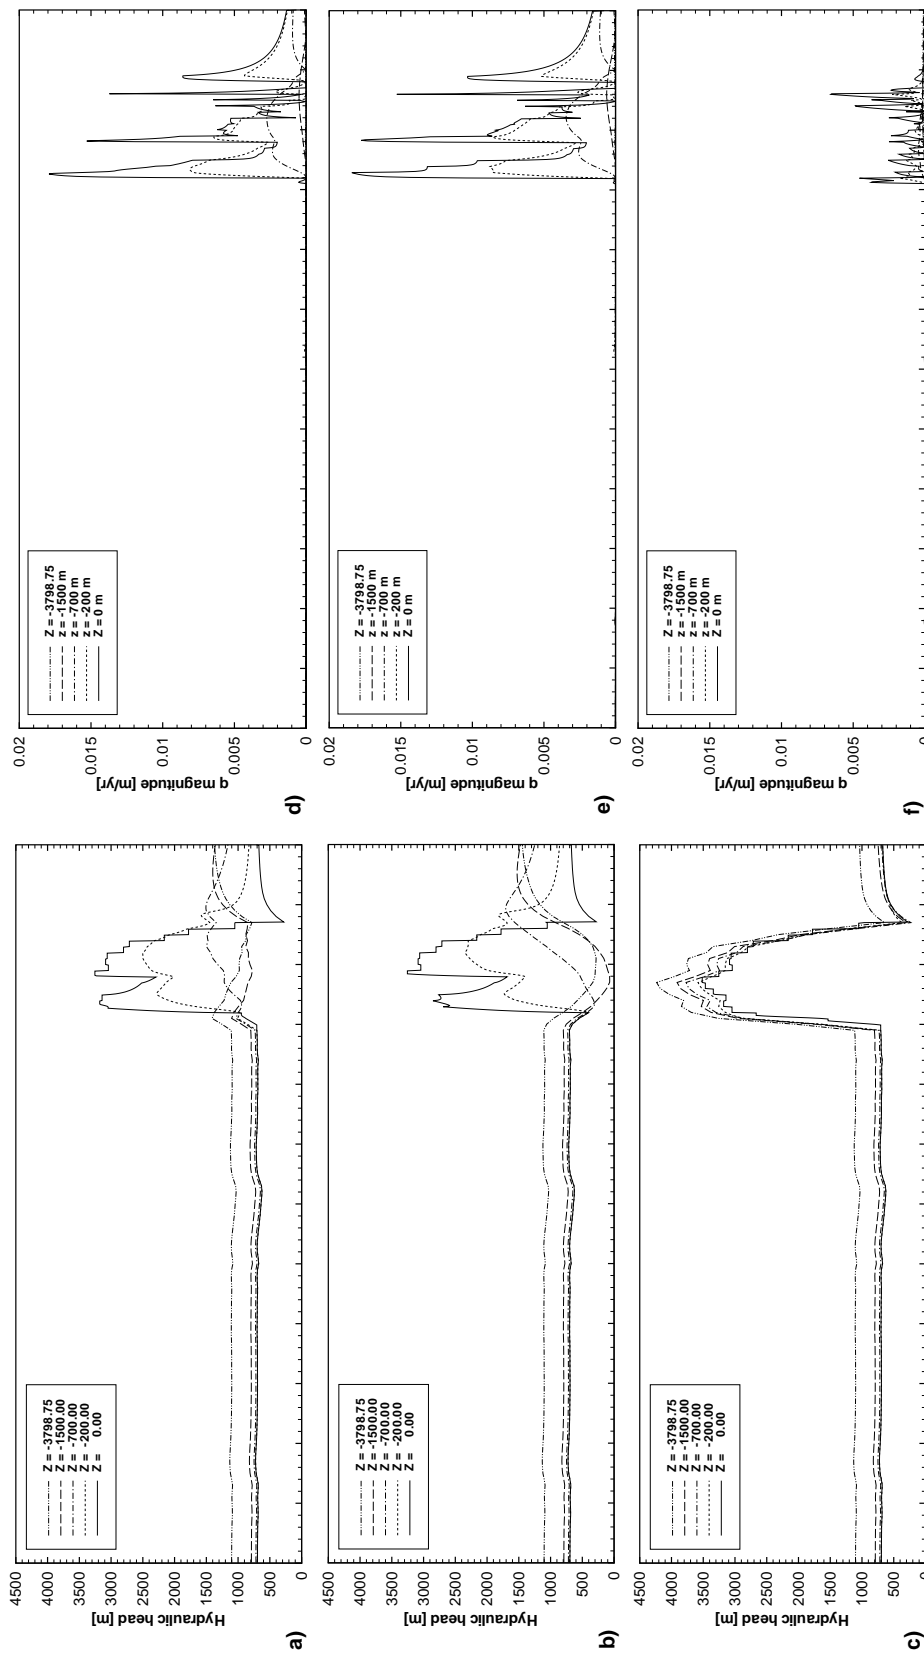 a)
Hydraulic head [m]
4500
4000
3500
3000
2500
2000
1500
1000
500
0
Z = -3798.75
Z = -1500.00
Z = -700.00
Z = -200.00
Z = 0.00
b)
Hydraulic head [m]
4500
4000
3500
3000
2500
2000
1500
1000
500
0
Z = -3798.75
Z = -1500.00
Z = -700.00
Z = -200.00
Z = 0.00
c)
Hydraulic head [m]
4500
4000
3500
3000
2500
2000
1500
1000
500
0
Z = -3798.75
Z = -1500.00
Z = -700.00
Z = -200.00
Z = 0.00
d)
q magnitude [m/yr]
0.02
0.015
0.01
0.005
0
Z = -3798.75
z = -1500 m
z = -700 m
z = -200 m
Z = 0 m
e)
q magnitude [m/yr]
0.02
0.015
0.01
0.005
0
Z = -3798.75
z = -1500 m
z = -700 m
z = -200 m
Z = 0 m
f)
q magnitude [m/yr]
0.02
0.015
0.01
0.005
0
Z = -3798.75
z = -1500 m
z = -700 m
z = -200 m
Z = 0 m